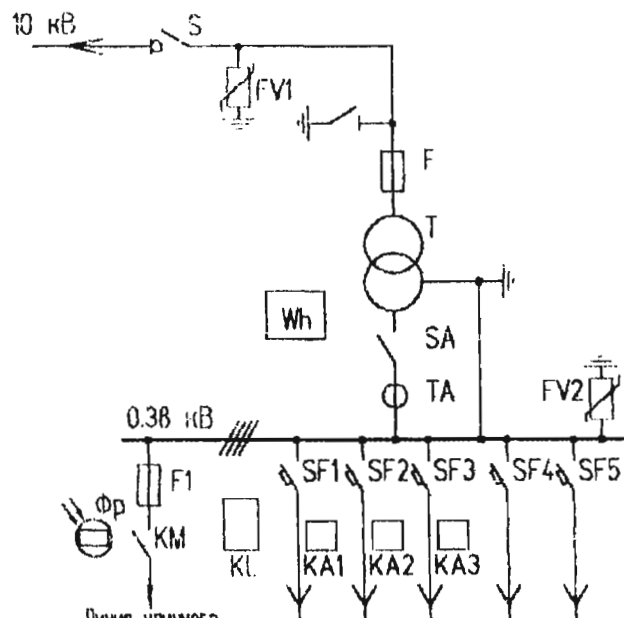 10 кВ
S
FV1
F
T
Wh
SA
TA
FV2
0.38 кВ
F1
SF1
SF2
SF3
SF4
SF5
Фр
KM
KL
KA1
KA2
KA3